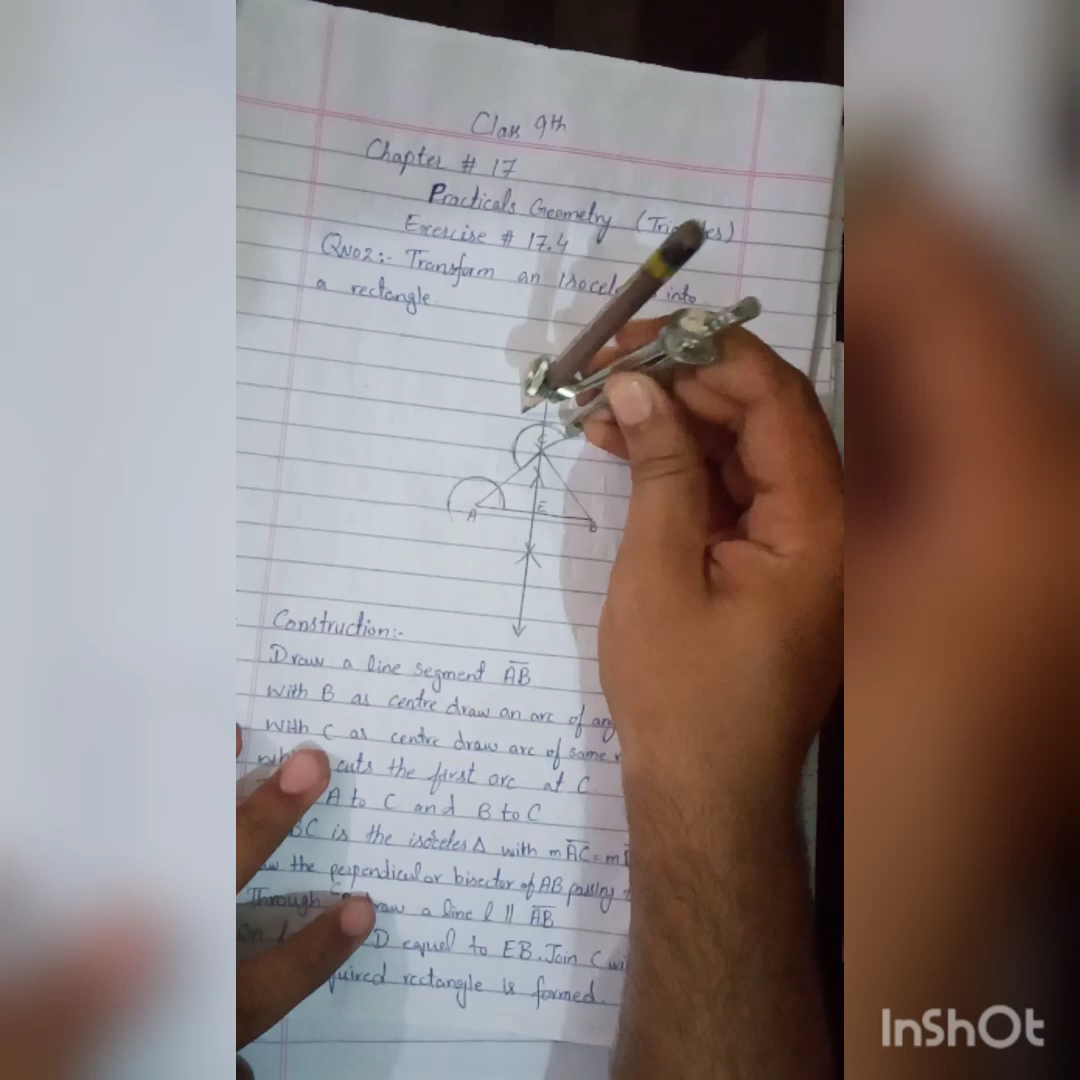 Class 9th
Chapter # 17
Practicals Geometry
Exercise # 17.4
QNo2:- Transform an into
a rectangle.
C
A E B
Construction:-
Draw a line segment AB
with B as centre draw an arc of
with C as centre draw arc of same
cuts the first arc at C.
A to C and B to C
BC is the isoceles Δ with mAC = m
the perpendicular bisector of AB passing
Through draw a line l || AB
D equal to EB. Join C
rectangle is formed.
InShOt